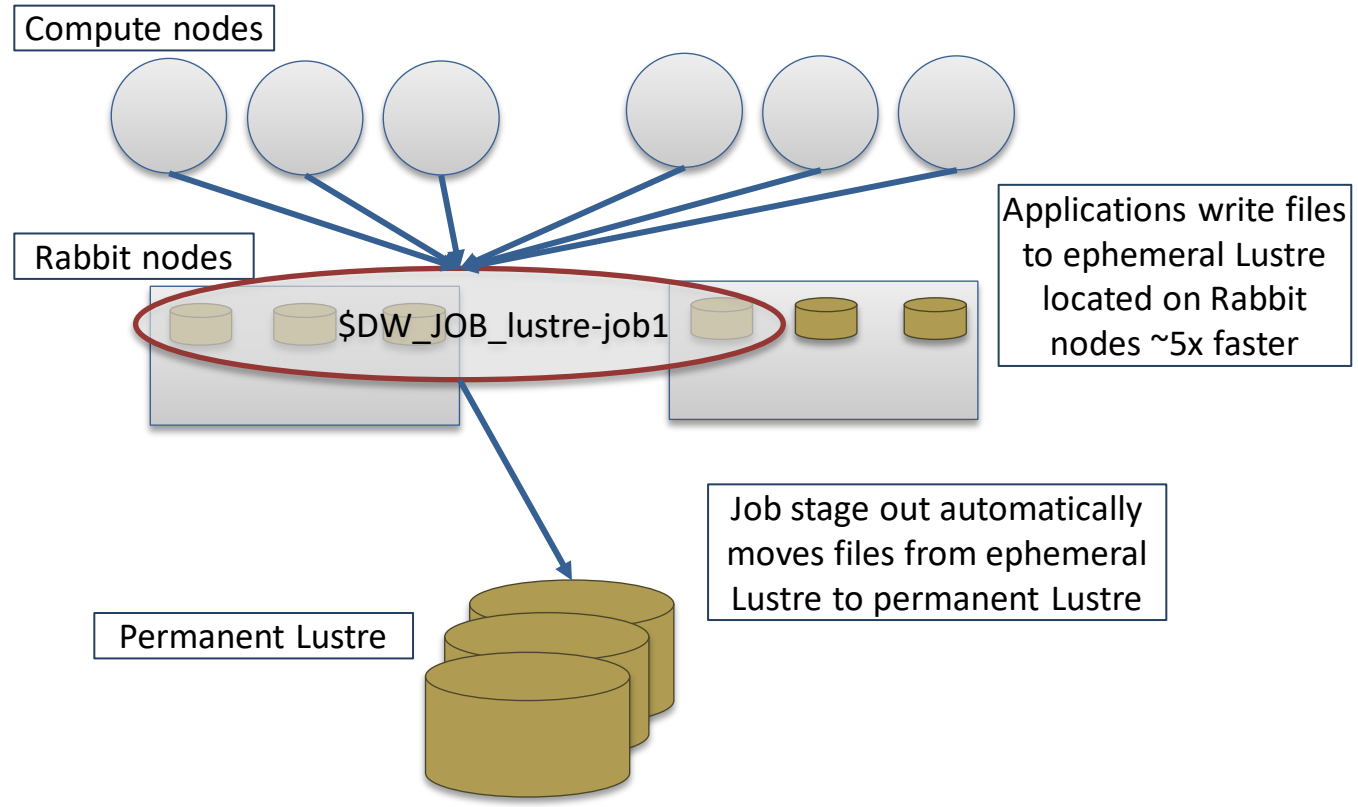 Compute nodes
Rabbit nodes
Applications write files
to ephemeral Lustre
located on Rabbit
nodes ~5x faster
$DW_JOB_lustre-job1
Job stage out automatically
moves files from ephemeral
Lustre to permanent Lustre
Permanent Lustre